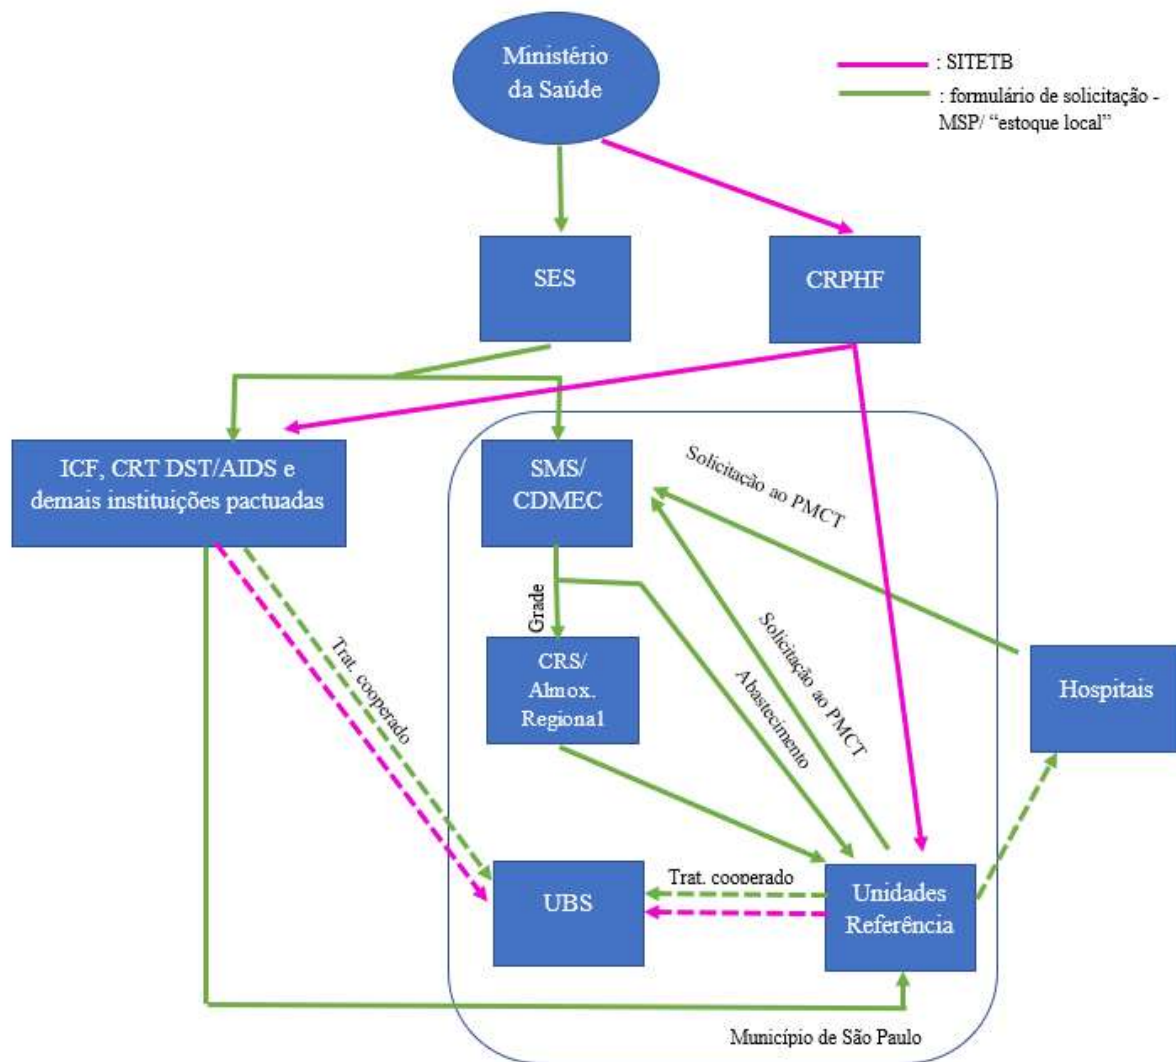 Ministério
da Saúde
: SITETB
: formulário de solicitação -
MSP/ “estoque local”
SES
CRPHF
ICF, CRT DST/AIDS e
demais instituições pactuadas
SMS/
CDMEC
Solicitação ao PMCT
Grade
Solicitação ao PMCT
Abastecimento
CRS/
Almox.
Regional
Hospitais
Trat. cooperado
UBS
Trat. cooperado
Unidades
Referência
Município de São Paulo